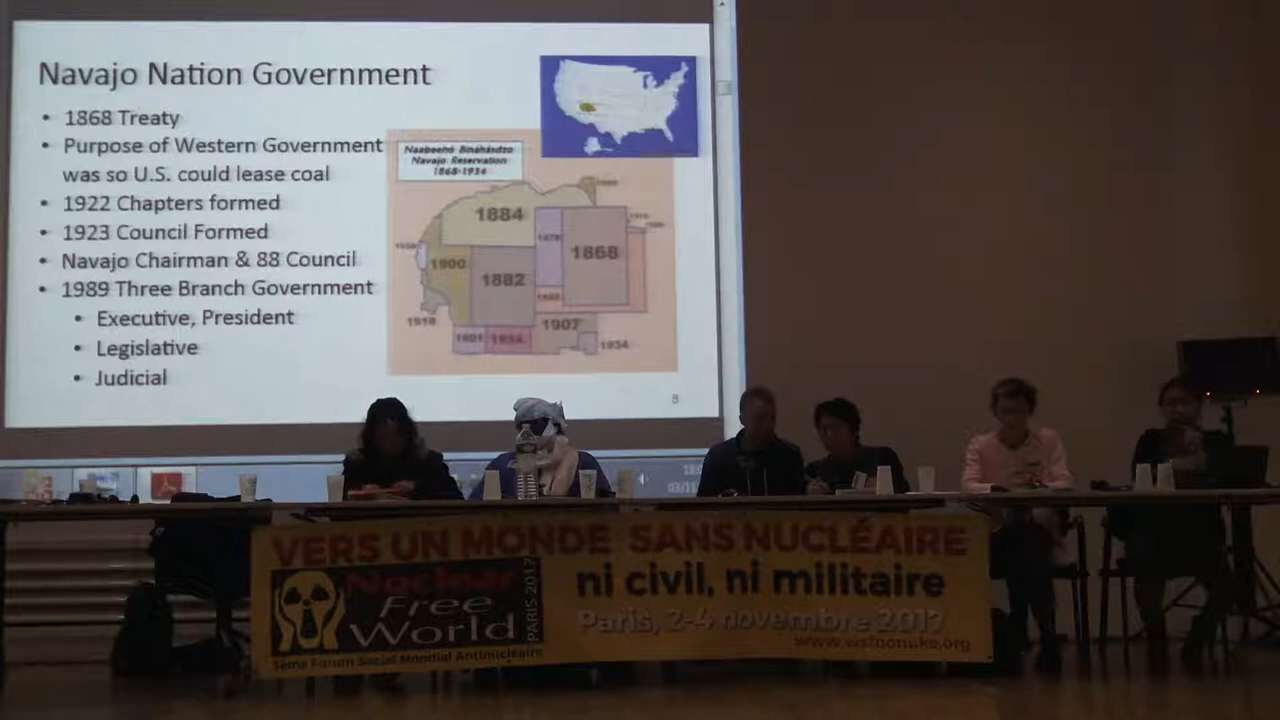 Navajo Nation Government
• 1868 Treaty
• Purpose of Western Government
was so U.S. could lease coal
• 1922 Chapters formed
• 1923 Council Formed
• Navajo Chairman & 88 Council
• 1989 Three Branch Government
• Executive, President
• Legislative
• Judicial
Naabeehó Bináhásdzo
Navajo Reservation
1868-1934
1884
1868
1900
1882
1918
1907
1901
1934
8
VERS UN MONDE SANS NUCLÉAIRE
ni civil, ni militaire
Paris, 2-4 novembre 2017
www.wsfnonuke.org
Nuclear
Free
World
PARIS 2017
Forum Social Mondial Antinucléaire